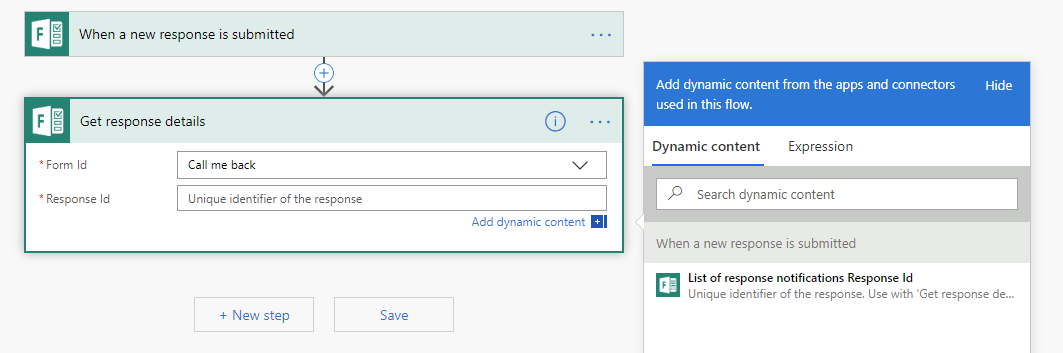 When a new response is submitted
Get response details
* Form Id
Call me back
* Response Id
Unique identifier of the response
Add dynamic content
+ New step
Save
Add dynamic content from the apps and connectors
used in this flow.
Hide
Dynamic content
Expression
Search dynamic content
When a new response is submitted
List of response notifications Response Id
Unique identifier of the response. Use with 'Get response de...